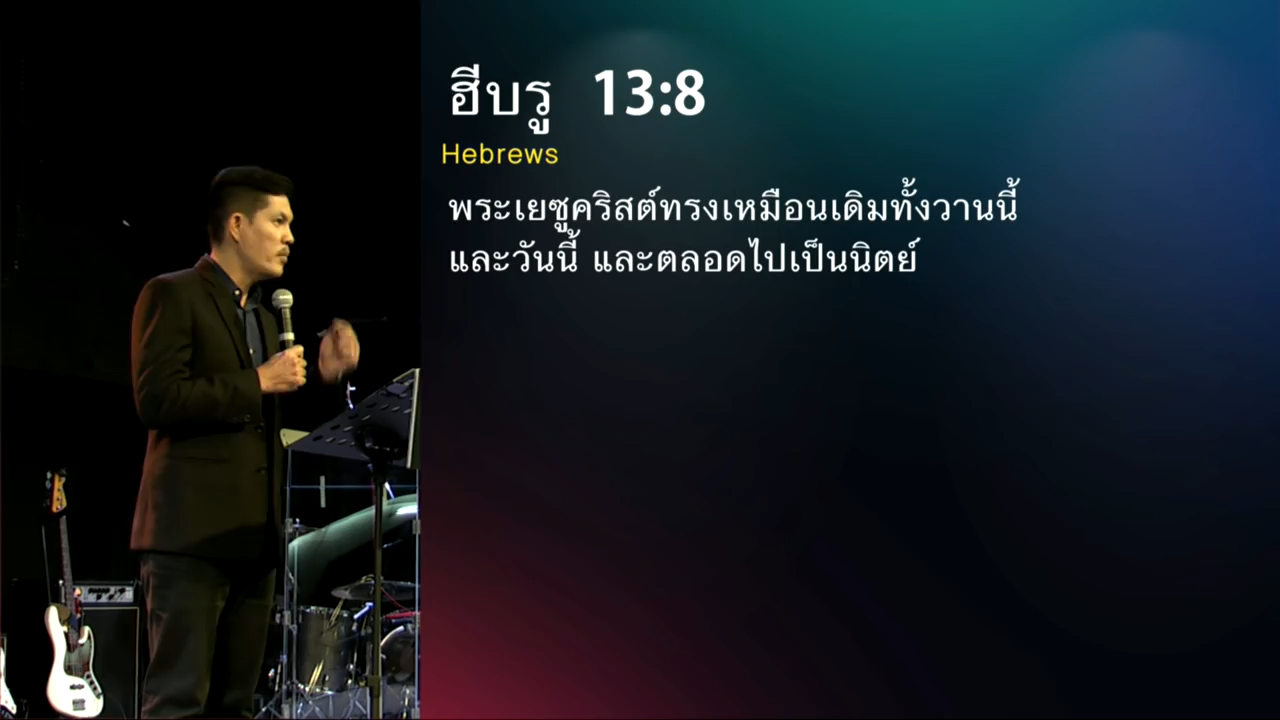 ฮีบรู 13:8
Hebrews
พระเยซูคริสต์ทรงเหมือนเดิมทั้งวานนี้
และวันนี้ และตลอดไปเป็นนิตย์